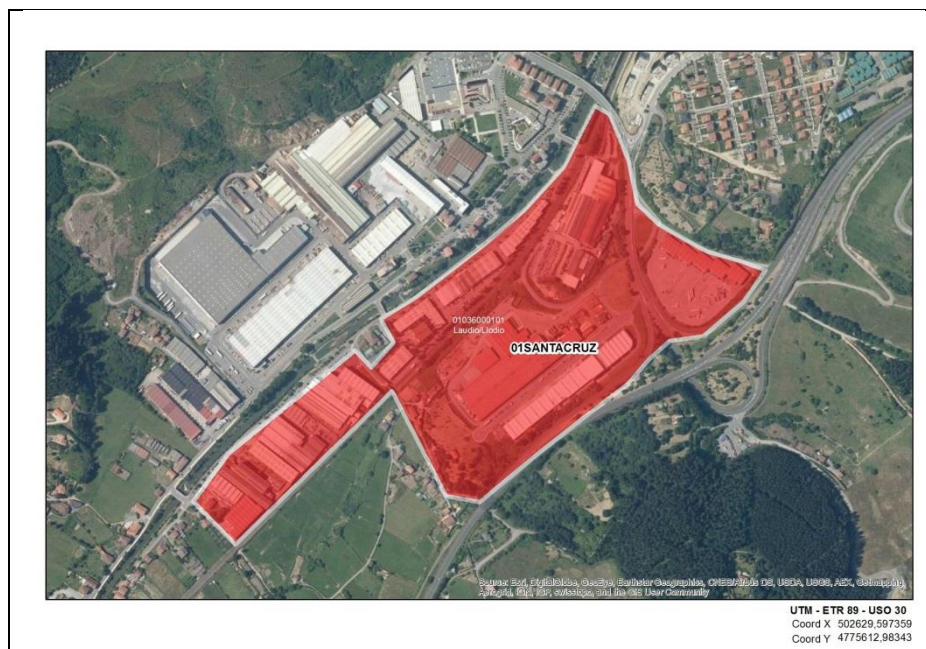 01036000101
Laudio/Llodio
01SANTACRUZ
Source: Esri, DigitalGlobe, GeoEye, Earthstar Geographics, CNES/Airbus DS, USDA, USGS, AEX, Getmapping,
Aerogrid, IGN, IGP, swisstopo, and the GIS User Community
UTM - ETR 89 - USO 30
Coord X 502629,597359
Coord Y 4775612,98343